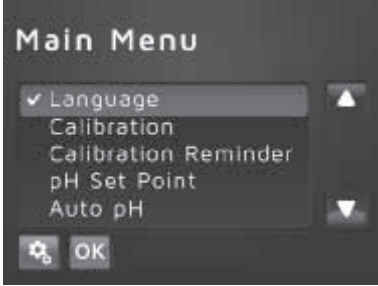 Main Menu
Language
Calibration
Calibration Reminder
pH Set Point
Auto pH
OK